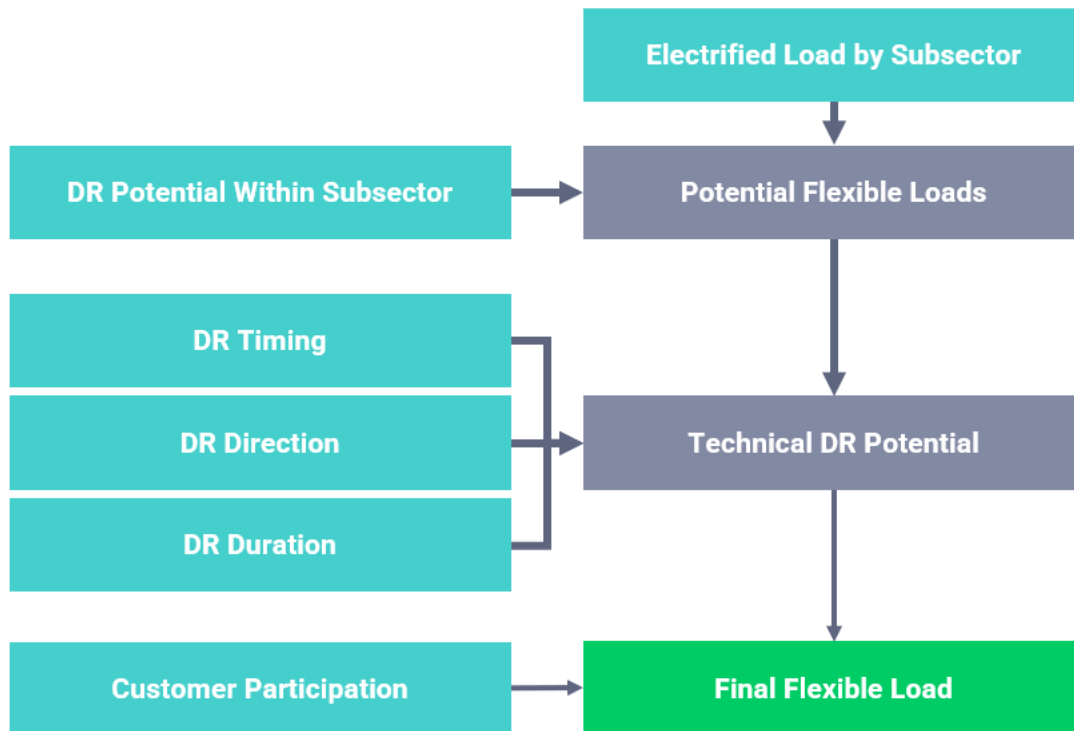 Electrified Load by Subsector
DR Potential Within Subsector
Potential Flexible Loads
DR Timing
DR Direction
Technical DR Potential
DR Duration
Customer Participation
Final Flexible Load